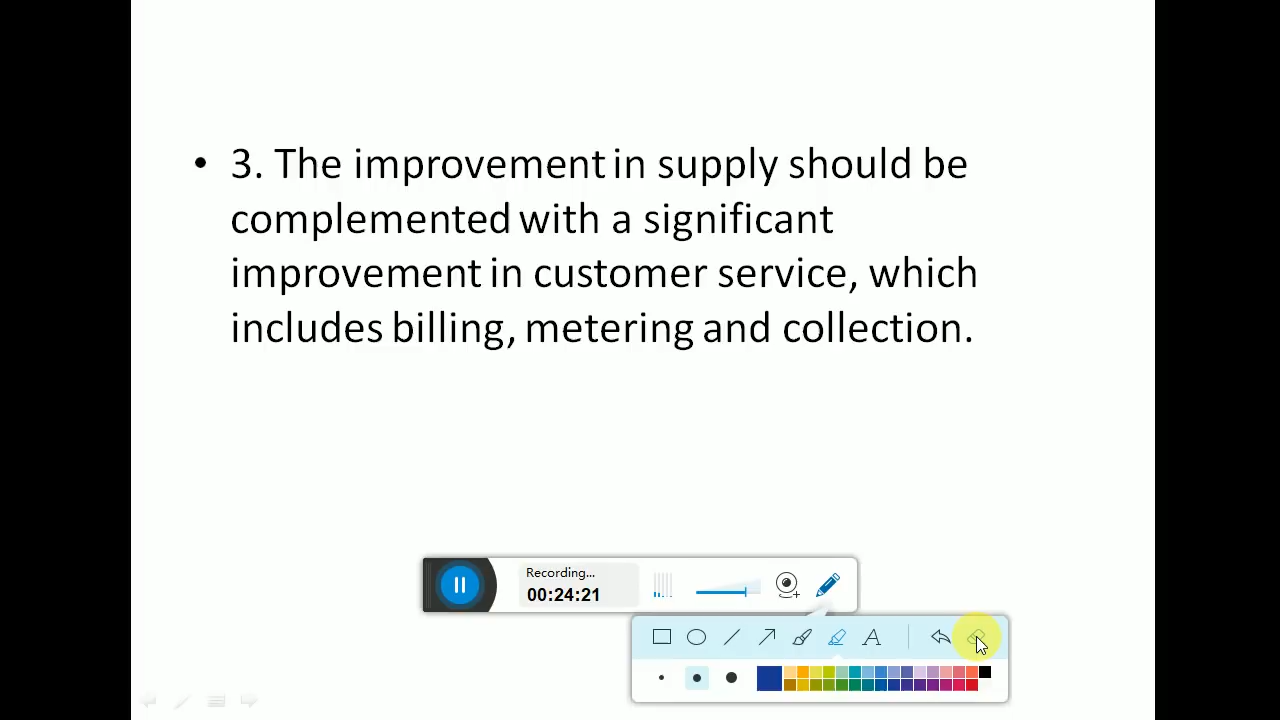 • 3. The improvement in supply should be
complemented with a significant
improvement in customer service, which
includes billing, metering and collection.
Recording...
00:24:21
A